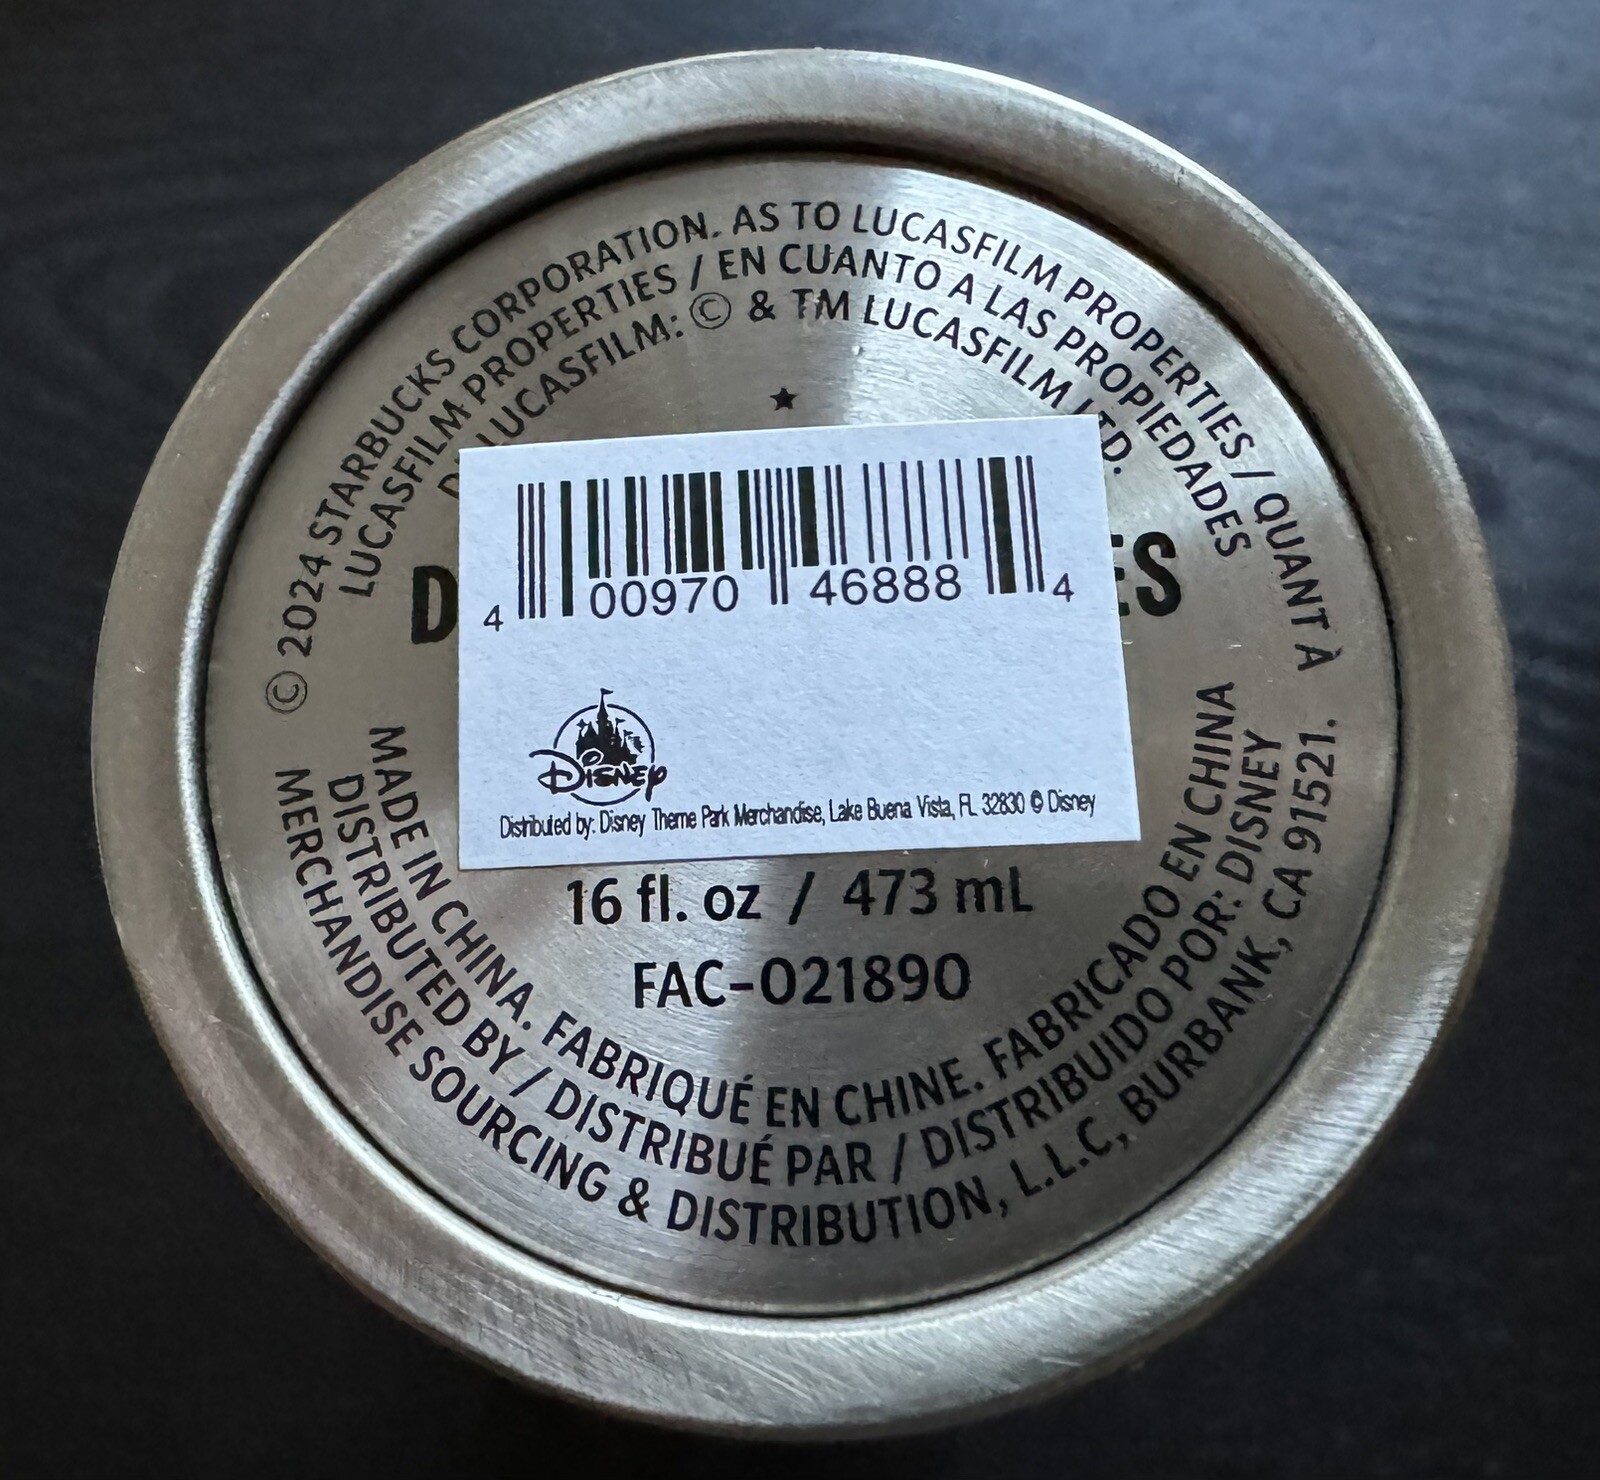 © 2024 STARBUCKS CORPORATION. AS TO LUCASFILM PROPERTIES / QUANT À
LUCASFILM PROPERTIES / EN CUANTO A LAS PROPIEDADES
LUCASFILM: © & TM LUCASFILM LTD.
4 00970 46888 4
Disney
Distributed by: Disney Theme Park Merchandise, Lake Buena Vista, FL 32830 © Disney
16 fl. oz / 473 mL
FAC-021890
MADE IN CHINA. FABRIQUÉ EN CHINE. FABRICADO EN CHINA
DISTRIBUTED BY / DISTRIBUÉ PAR / DISTRIBUIDO POR: DISNEY
MERCHANDISE SOURCING & DISTRIBUTION, L.L.C, BURBANK, CA 91521.